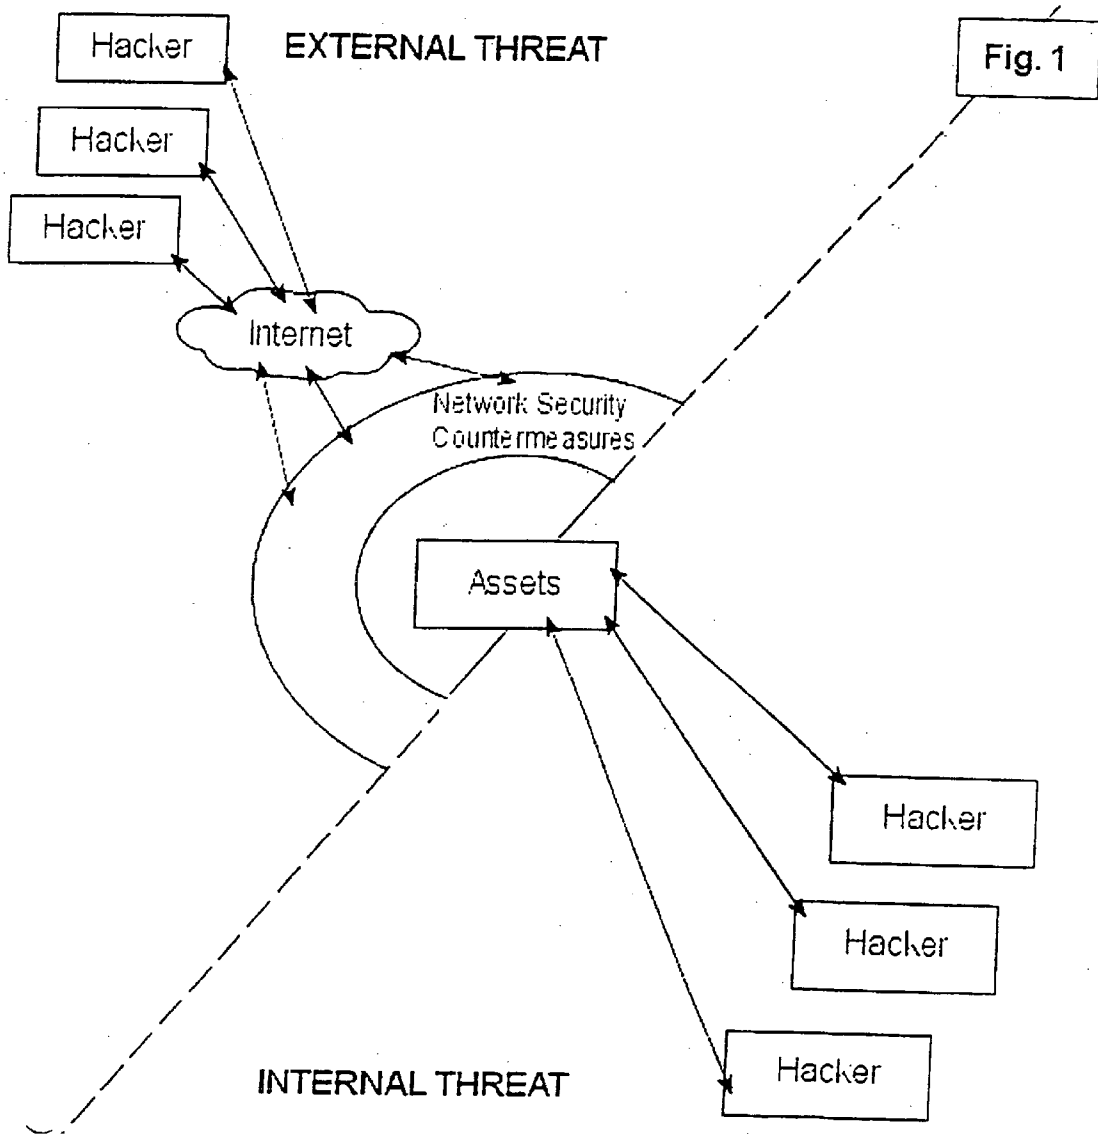 Hacker
EXTERNAL THREAT
Fig. 1
Hacker
Hacker
Internet
Network Security
Countermeasures
Assets
Hacker
Hacker
Hacker
INTERNAL THREAT